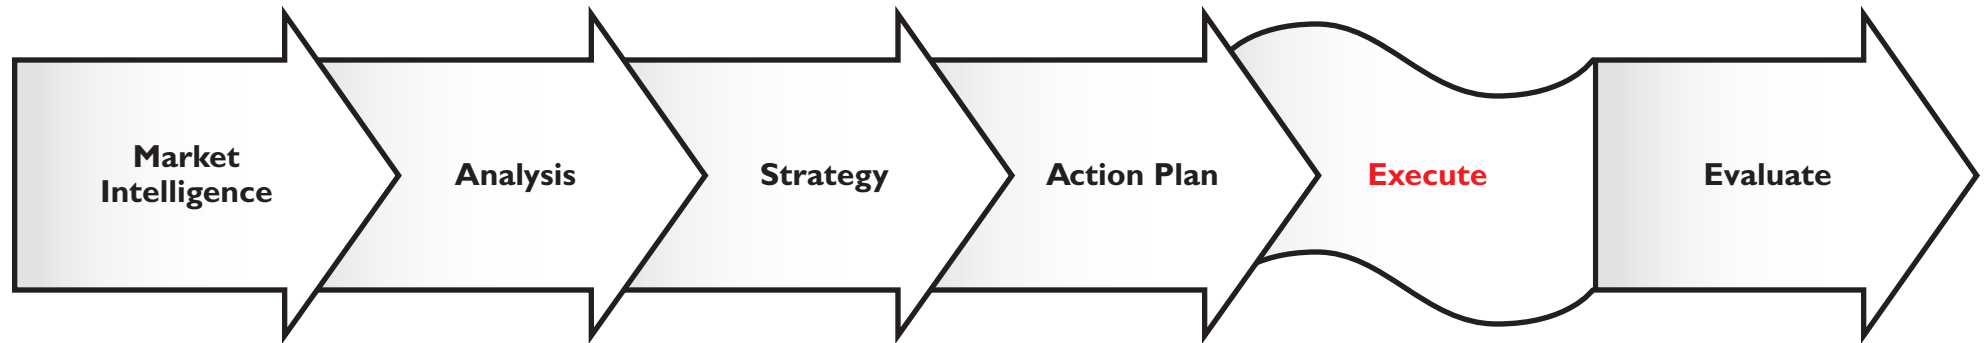 Market
Intelligence
Analysis
Strategy
Action Plan
Execute
Evaluate